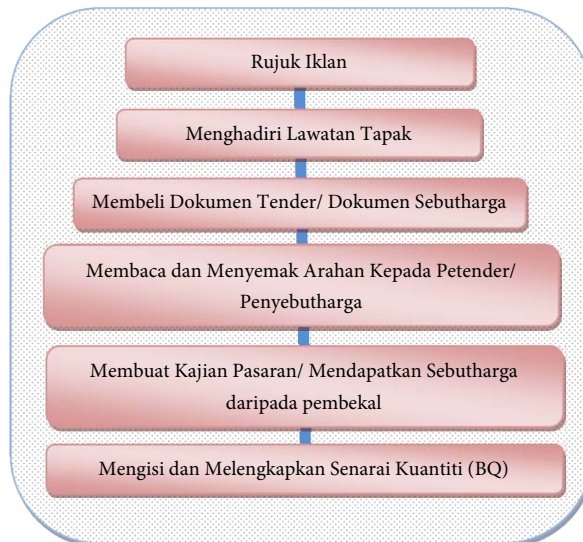 Rujuk Iklan
Menghadiri Lawatan Tapak
Membeli Dokumen Tender/ Dokumen Sebutharga
Membaca dan Menyemak Arahan Kepada Petender/
Penyebutharga
Membuat Kajian Pasaran/ Mendapatkan Sebutharga
daripada pembekal
Mengisi dan Melengkapkan Senarai Kuantiti (BQ)